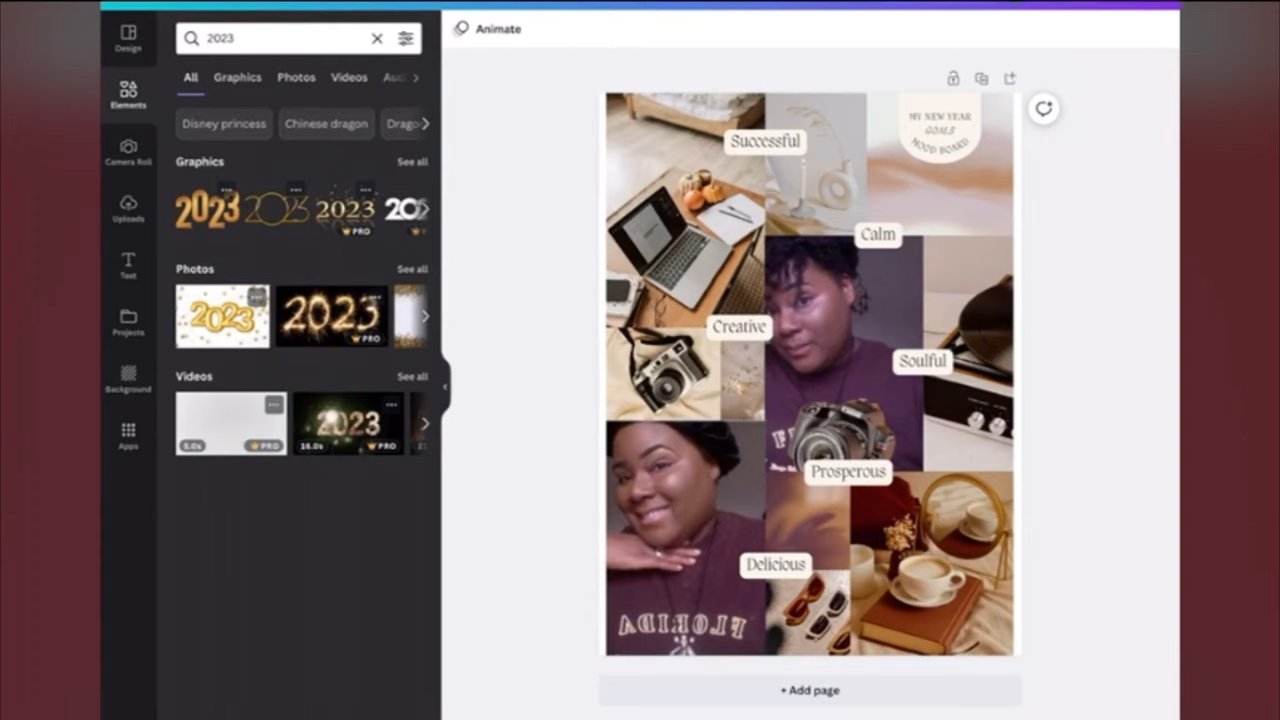 Design
Elements
Camera Roll
Uploads
Text
Projects
Background
Apps
2023
All Graphics Photos Videos
Disney princess Chinese dragon
Graphics See all
2023 2023 2023
PRO
Photos See all
2023 2023
PRO
Videos See all
5.0s PRO
2023
16.0s PRO
Animate
Successful
MY NEW YEAR
GOALS
MOOD BOARD
Calm
Creative
Soulful
Prosperous
Delicious
FLORIDA
+ Add page